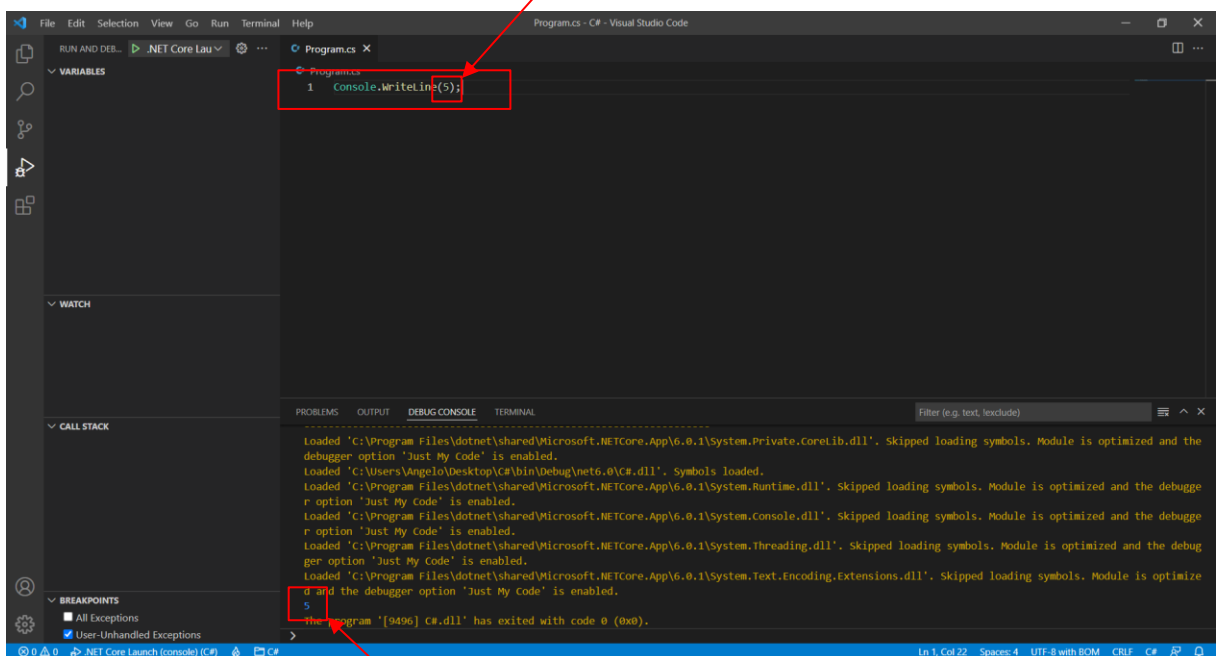 File Edit Selection View Go Run Terminal Help
Program.cs - C# - Visual Studio Code
RUN AND DEB... .NET Core Lau
Program.cs
VARIABLES
Program.cs
1 Console.WriteLine(5);
WATCH
PROBLEMS OUTPUT DEBUG CONSOLE TERMINAL
Filter (e.g. text, !exclude)
CALL STACK
Loaded 'C:\Program Files\dotnet\shared\Microsoft.NETCore.App\6.0.1\System.Private.CoreLib.dll'. Skipped loading symbols. Module is optimized and the
debugger option 'Just My Code' is enabled.
Loaded 'C:\Users\Angelo\Desktop\C#\bin\Debug\net6.0\C#.dll'. Symbols loaded.
Loaded 'C:\Program Files\dotnet\shared\Microsoft.NETCore.App\6.0.1\System.Runtime.dll'. Skipped loading symbols. Module is optimized and the debugge
r option 'Just My Code' is enabled.
Loaded 'C:\Program Files\dotnet\shared\Microsoft.NETCore.App\6.0.1\System.Console.dll'. Skipped loading symbols. Module is optimized and the debugge
r option 'Just My Code' is enabled.
Loaded 'C:\Program Files\dotnet\shared\Microsoft.NETCore.App\6.0.1\System.Threading.dll'. Skipped loading symbols. Module is optimized and the debug
ger option 'Just My Code' is enabled.
Loaded 'C:\Program Files\dotnet\shared\Microsoft.NETCore.App\6.0.1\System.Text.Encoding.Extensions.dll'. Skipped loading symbols. Module is optimize
d and the debugger option 'Just My Code' is enabled.
5
The program '[9496] C#.dll' has exited with code 0 (0x0).
>
BREAKPOINTS
All Exceptions
User-Unhandled Exceptions
0 0 .NET Core Launch (console) (C#) C#
Ln 1, Col 22 Spaces: 4 UTF-8 with BOM CRLF C#